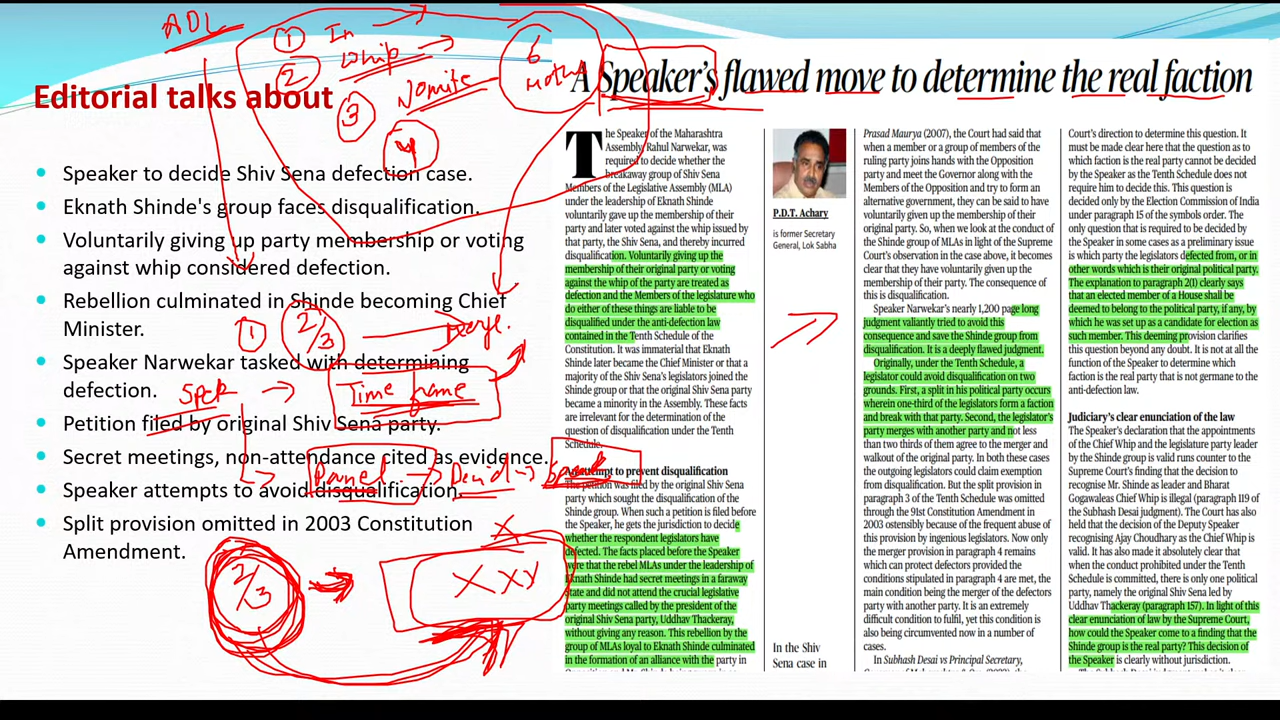 ADL
① In
② Whip
③ Nomite
6
A Speaker's flawed move to determine the real faction
Editorial talks about
Speaker to decide Shiv Sena defection case.
Eknath Shinde's group faces disqualification.
Voluntarily giving up party membership or voting
against whip considered defection.
Rebellion culminated in Shinde becoming Chief
Minister.
Speaker Narwekar tasked with determining
defection.
Petition filed by original Shiv Sena party.
Secret meetings, non-attendance cited as evidence.
Speaker attempts to avoid disqualification.
Split provision omitted in 2003 Constitution
Amendment.
① 2/3
Time frame
2/3
X
X X X
The Speaker of the Maharashtra
Assembly, Rahul Narwekar, was
required to decide whether the
breakaway group of Shiv Sena
Members of the Legislative Assembly (MLA)
under the leadership of Eknath Shinde
voluntarily gave up the membership of their
party and later voted against the whip issued by
that party, the Shiv Sena, and thereby incurred
disqualification. Voluntarily giving up the
membership of their original party or voting
against the whip of the party are treated as
defection and the Members of the legislature who
do either of these things are liable to be
disqualified under the anti-defection law
contained in the Tenth Schedule of the
Constitution. It was immaterial that Eknath
Shinde later became the Chief Minister or that a
majority of the Shiv Sena's legislators joined the
Shinde group or that the original Shiv Sena party
became a minority in the Assembly. These facts
are irrelevant for the determination of the
question of disqualification under the Tenth
Schedule.
attempt to prevent disqualification
The petition was filed by the original Shiv Sena
party which sought the disqualification of the
Shinde group. When such a petition is filed before
the Speaker, he gets the jurisdiction to decide
whether the respondent legislators have
defected. The facts placed before the Speaker
were that the rebel MLAs under the leadership of
Eknath Shinde had secret meetings in a faraway
State and did not attend the crucial legislative
party meetings called by the president of the
original Shiv Sena party, Uddhav Thackeray,
without giving any reason. This rebellion by the
group of MLAs loyal to Eknath Shinde culminated
in the formation of an alliance with the party in
P.D.T. Achary
is former Secretary
General, Lok Sabha
In the Shiv
Sena case in
Prasad Maurya (2007), the Court had said that
when a member or a group of members of the
ruling party joins hands with the Opposition
party and meet the Governor along with the
Members of the Opposition and try to form an
alternative government, they can be said to have
voluntarily given up the membership of their
original party. So, when we look at the conduct of
the Shinde group of MLAs in light of the Supreme
Court's observation in the case above, it becomes
clear that they have voluntarily given up the
membership of their party. The consequence of
this is disqualification.
Speaker Narwekar's nearly 1,200 page long
judgment valiantly tried to avoid this
consequence and save the Shinde group from
disqualification. It is a deeply flawed judgment.
Originally, under the Tenth Schedule, a
legislator could avoid disqualification on two
grounds. First, a split in his political party occurs
wherein one-third of the legislators form a faction
and break with that party. Second, the legislator's
party merges with another party and not less
than two thirds of them agree to the merger and
walkout of the original party. In both these cases
the outgoing legislators could claim exemption
from disqualification. But the split provision in
paragraph 3 of the Tenth Schedule was omitted
through the 91st Constitution Amendment in
2003 ostensibly because of the frequent abuse of
this provision by ingenious legislators. Now only
the merger provision in paragraph 4 remains
which can protect defectors provided the
conditions stipulated in paragraph 4 are met, the
main condition being the merger of the defectors
party with another party. It is an extremely
difficult condition to fulfil, yet this condition is
also being circumvented now in a number of
cases.
In Subhash Desai vs Principal Secretary,
Court's direction to determine this question. It
must be made clear here that the question as to
which faction is the real party cannot be decided
by the Speaker as the Tenth Schedule does not
require him to decide this. This question is
decided only by the Election Commission of India
under paragraph 15 of the symbols order. The
only question that is required to be decided by
the Speaker in some cases as a preliminary issue
is which party the legislators defected from, or in
other words which is their original political party.
The explanation to paragraph 2(1) clearly says
that an elected member of a House shall be
deemed to belong to the political party, if any, by
which he was set up as a candidate for election as
such member. This deeming provision clarifies
this question beyond any doubt. It is not at all the
function of the Speaker to determine which
faction is the real party that is not germane to the
anti-defection law.
Judiciary's clear enunciation of the law
The Speaker's declaration that the appointments
of the Chief Whip and the legislature party leader
by the Shinde group is valid runs counter to the
Supreme Court's finding that the decision to
recognise Mr. Shinde as leader and Bharat
Gogawaleas Chief Whip is illegal (paragraph 119 of
the Subhash Desai judgment). The Court has also
held that the decision of the Deputy Speaker
recognising Ajay Choudhary as the Chief Whip is
valid. It has also made it absolutely clear that
when the conduct prohibited under the Tenth
Schedule is committed, there is only one political
party, namely the original Shiv Sena led by
Uddhav Thackeray (paragraph 157). In light of this
clear enunciation of law by the Supreme Court,
how could the Speaker come to a finding that the
Shinde group is the real party? This decision of
the Speaker is clearly without jurisdiction.